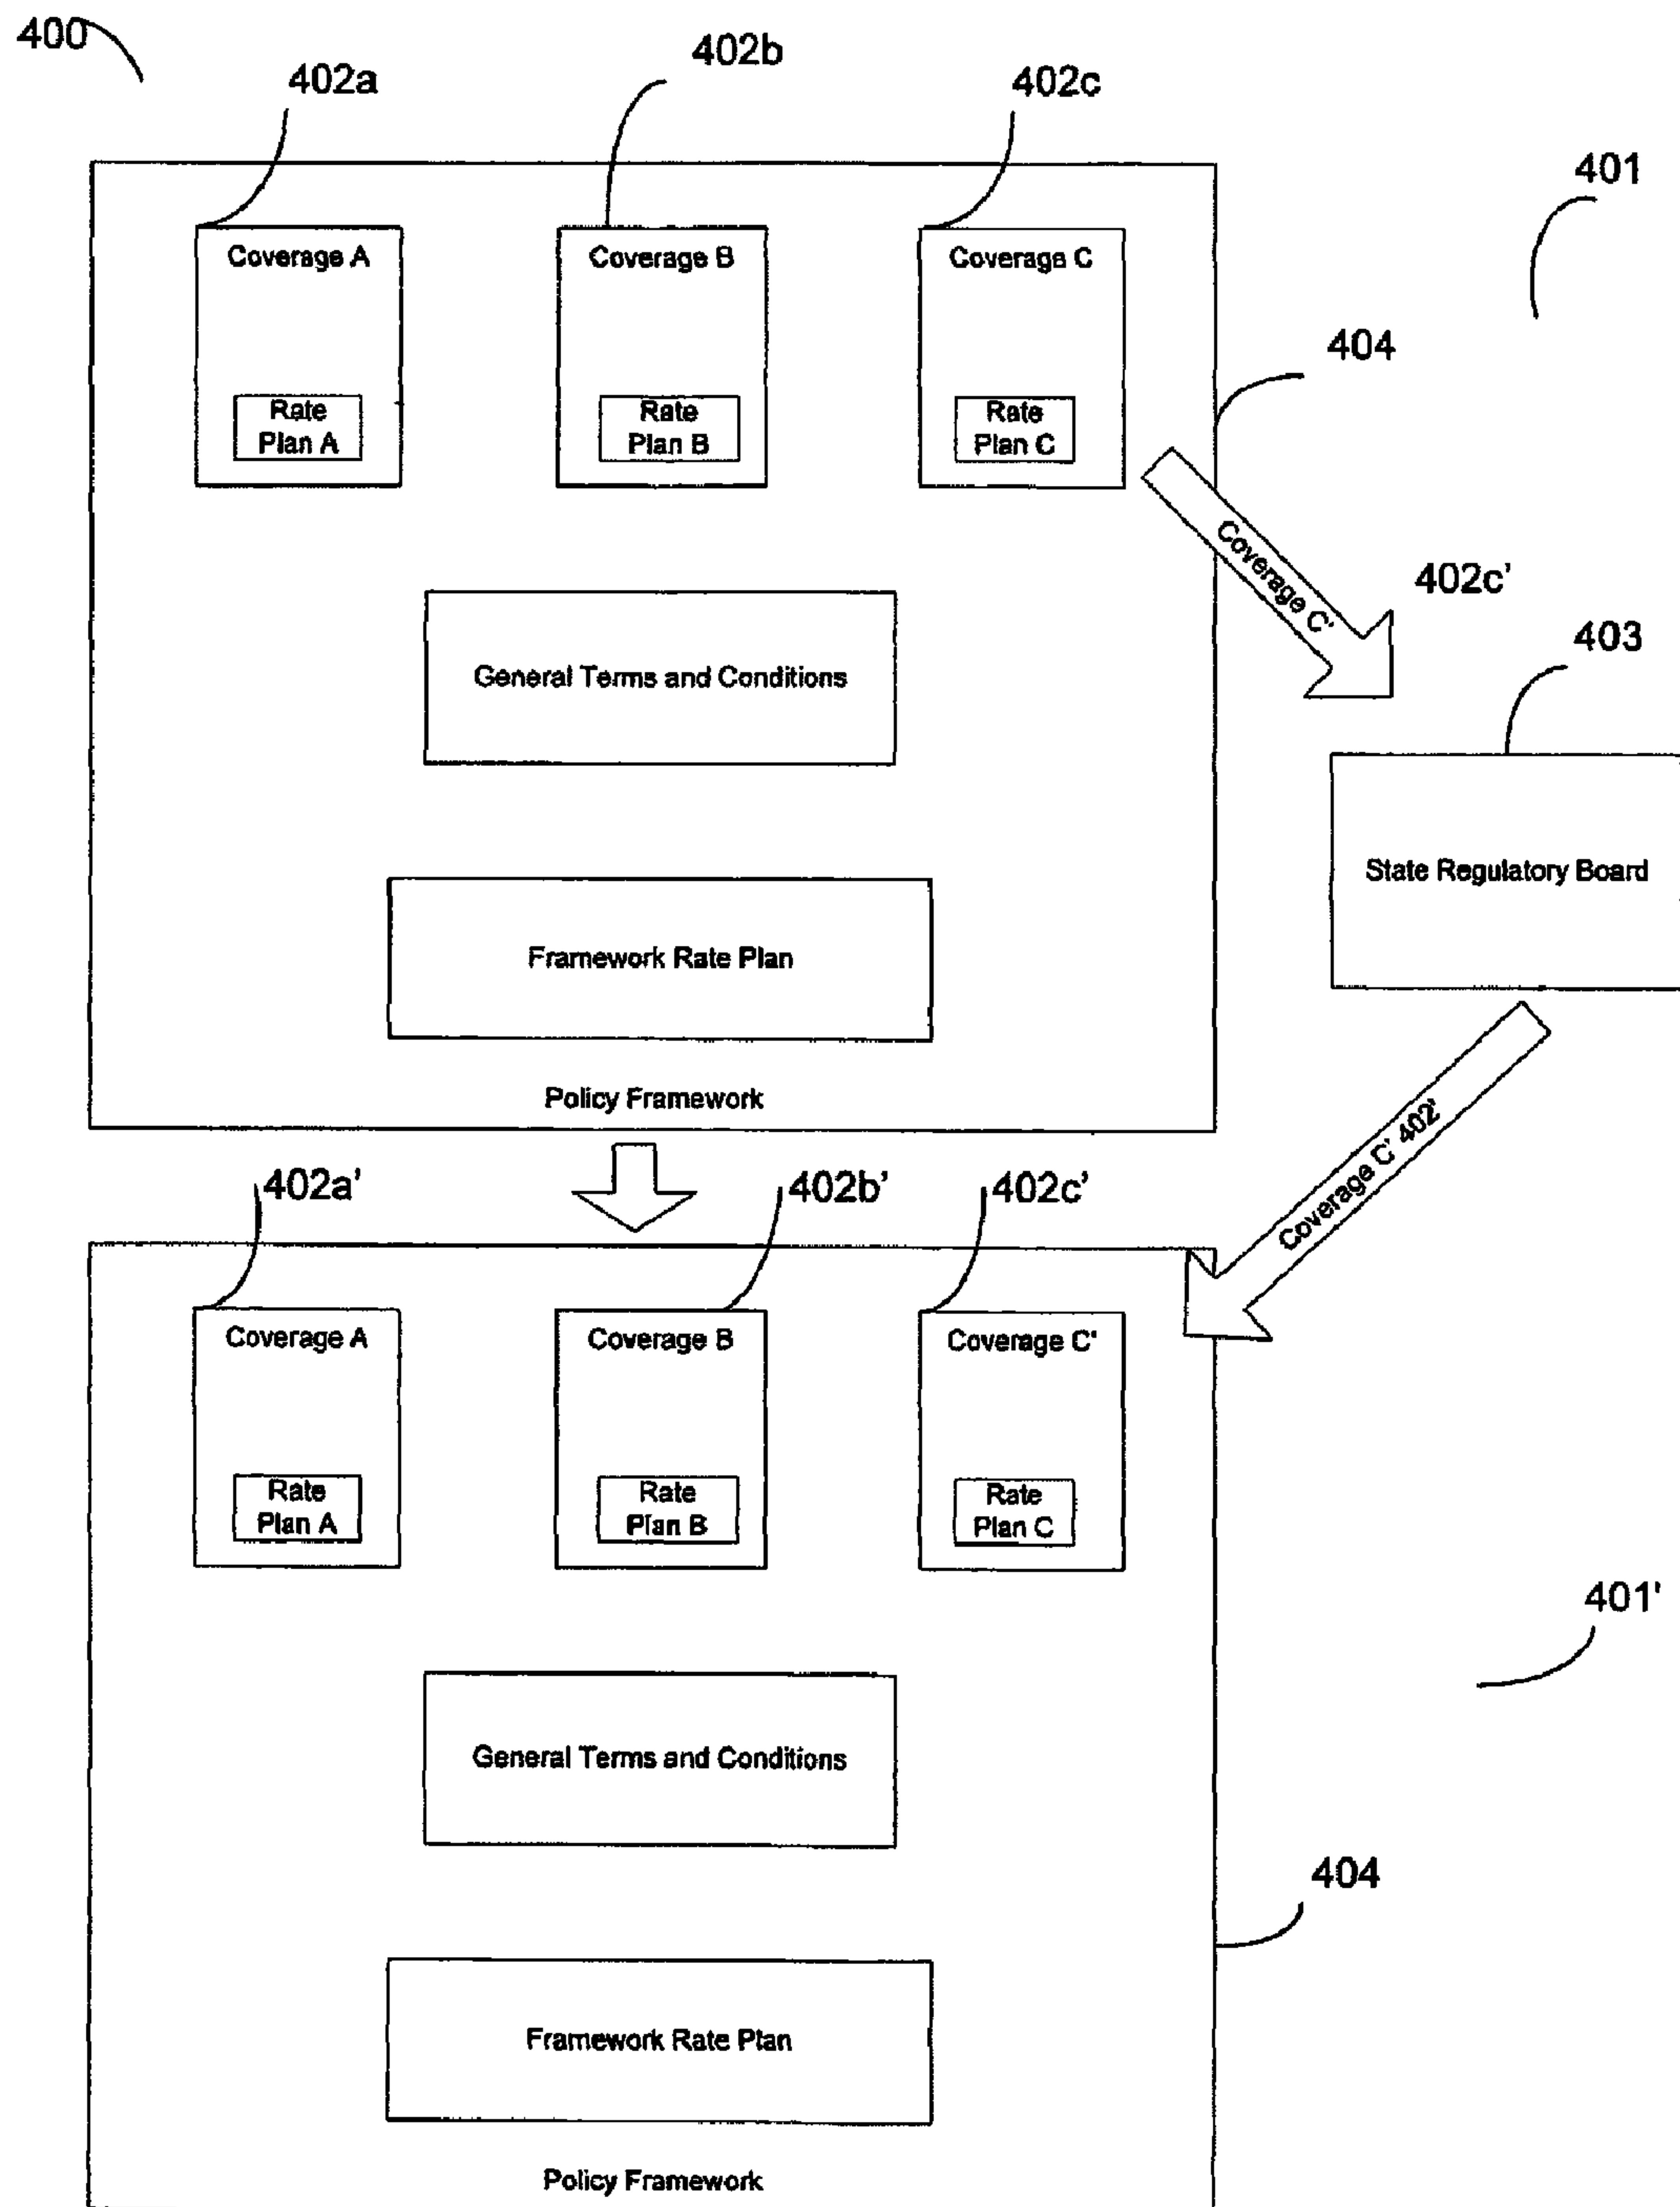 400
402a
402b
402c
401
Coverage A
Coverage B
Coverage C
404
Rate
Plan A
Rate
Plan B
Rate
Plan C
Coverage C'
402c'
403
General Terms and Conditions
State Regulatory Board
Framework Rate Plan
Policy Framework
Coverage C' 402'
402a'
402b'
402c'
Coverage A
Coverage B
Coverage C'
Rate
Plan A
Rate
Plan B
Rate
Plan C
401'
General Terms and Conditions
404
Framework Rate Plan
Policy Framework